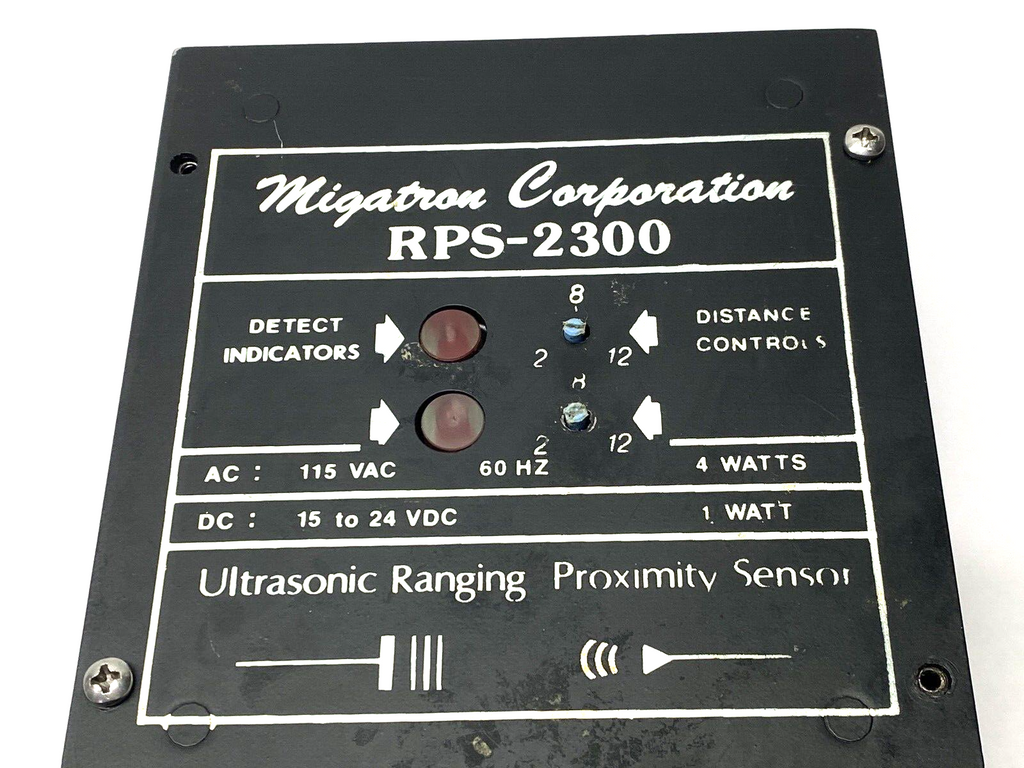 Migatron Corporation
RPS-2300
DETECT
INDICATORS
8
2 12
DISTANCE
CONTROLS
8
2 12
AC: 115 VAC 60 HZ 4 WATTS
DC: 15 to 24 VDC 1 WATT
Ultrasonic Ranging Proximity Sensor